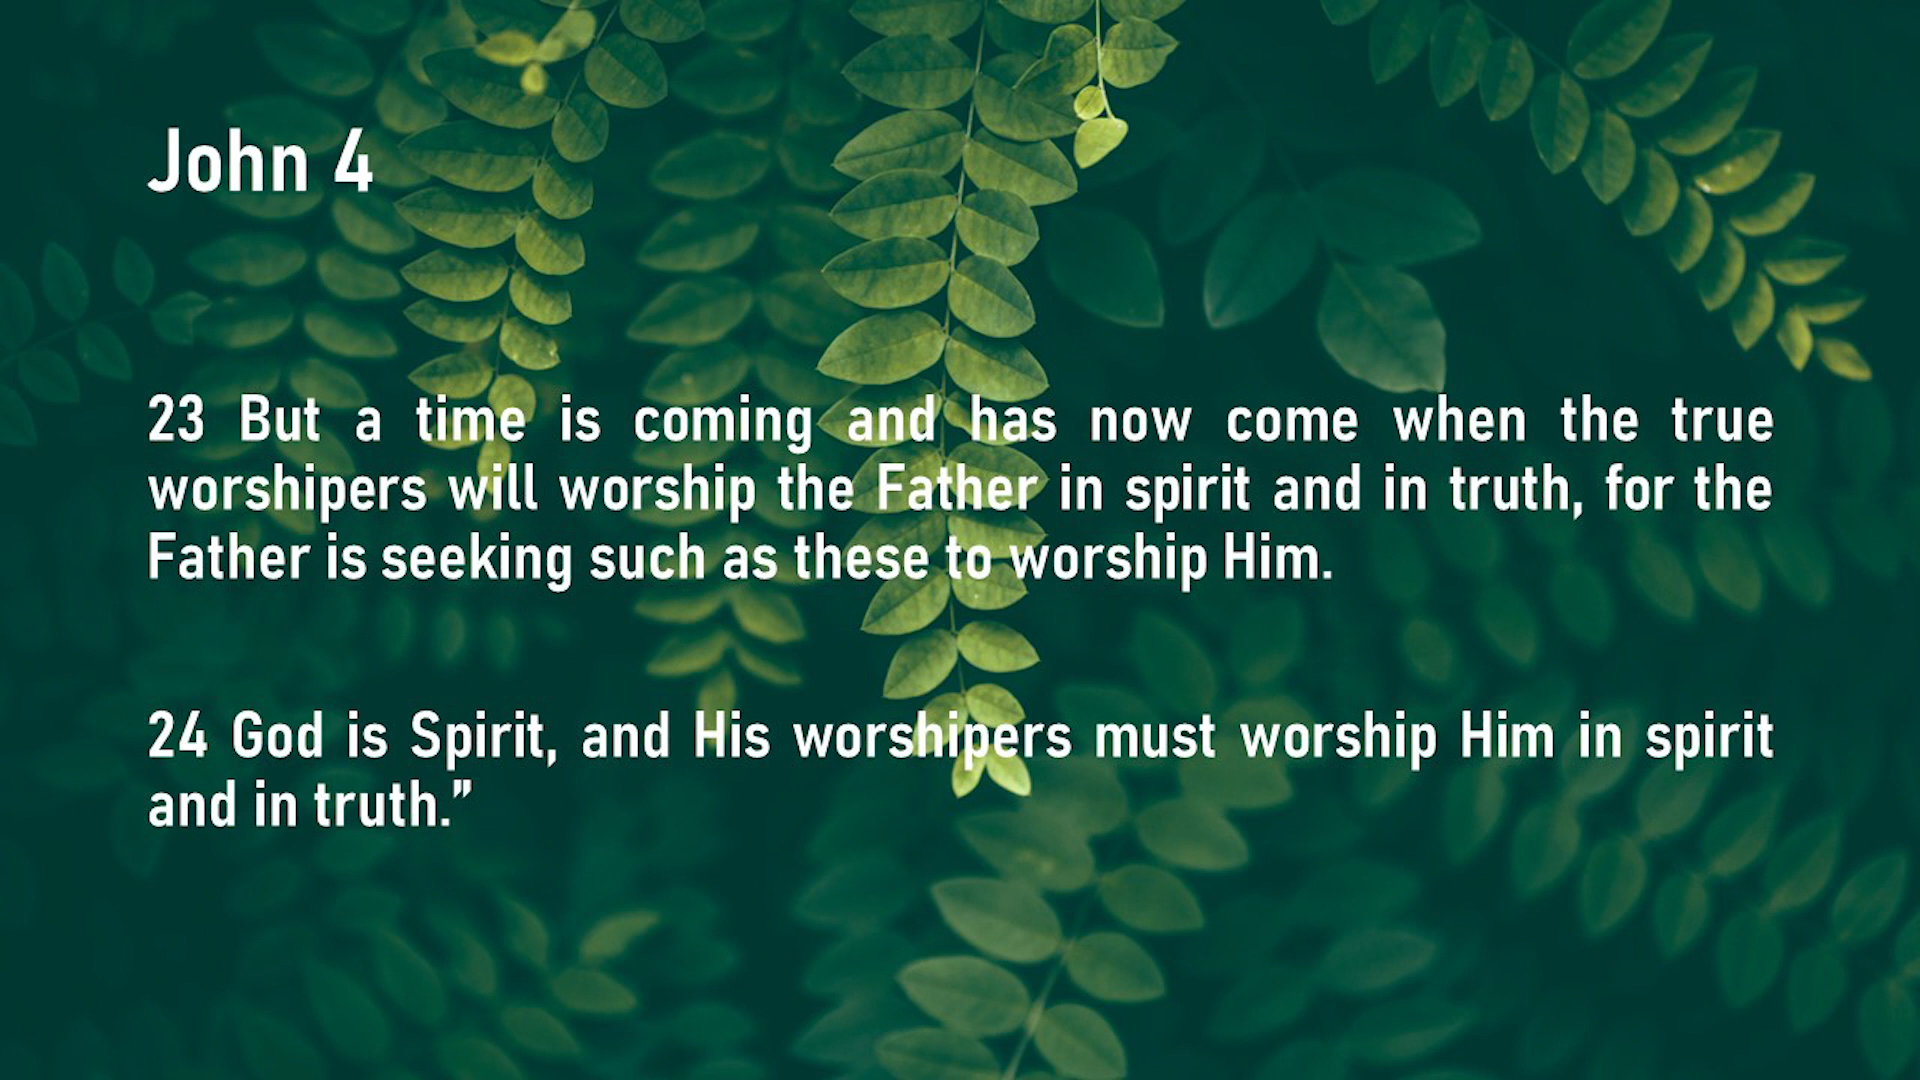 John 4
23 But a time is coming and has now come when the true
worshipers will worship the Father in spirit and in truth, for the
Father is seeking such as these to worship Him.
24 God is Spirit, and His worshipers must worship Him in spirit
and in truth.”